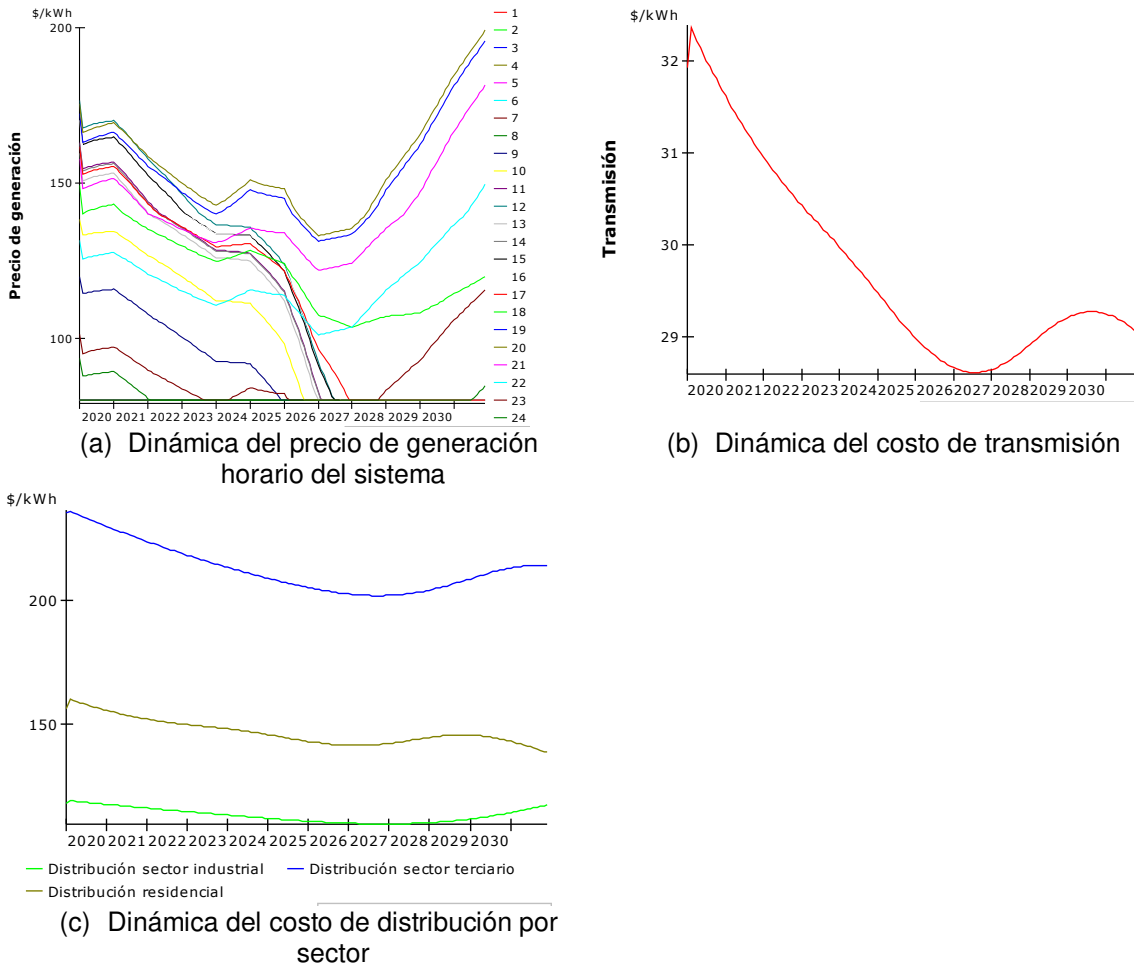 $/kWh
200
150
100
Precio de generación
2020 2021 2022 2023 2024 2025 2026 2027 2028 2029 2030
1
2
3
4
5
6
7
8
9
10
11
12
13
14
15
16
17
18
19
20
21
22
23
24
(a) Dinámica del precio de generación
horario del sistema
$/kWh
32
31
30
29
Transmisión
2020 2021 2022 2023 2024 2025 2026 2027 2028 2029 2030
(b) Dinámica del costo de transmisión
$/kWh
200
150
2020 2021 2022 2023 2024 2025 2026 2027 2028 2029 2030
Distribución sector industrial Distribución sector terciario
Distribución residencial
(c) Dinámica del costo de distribución por
sector